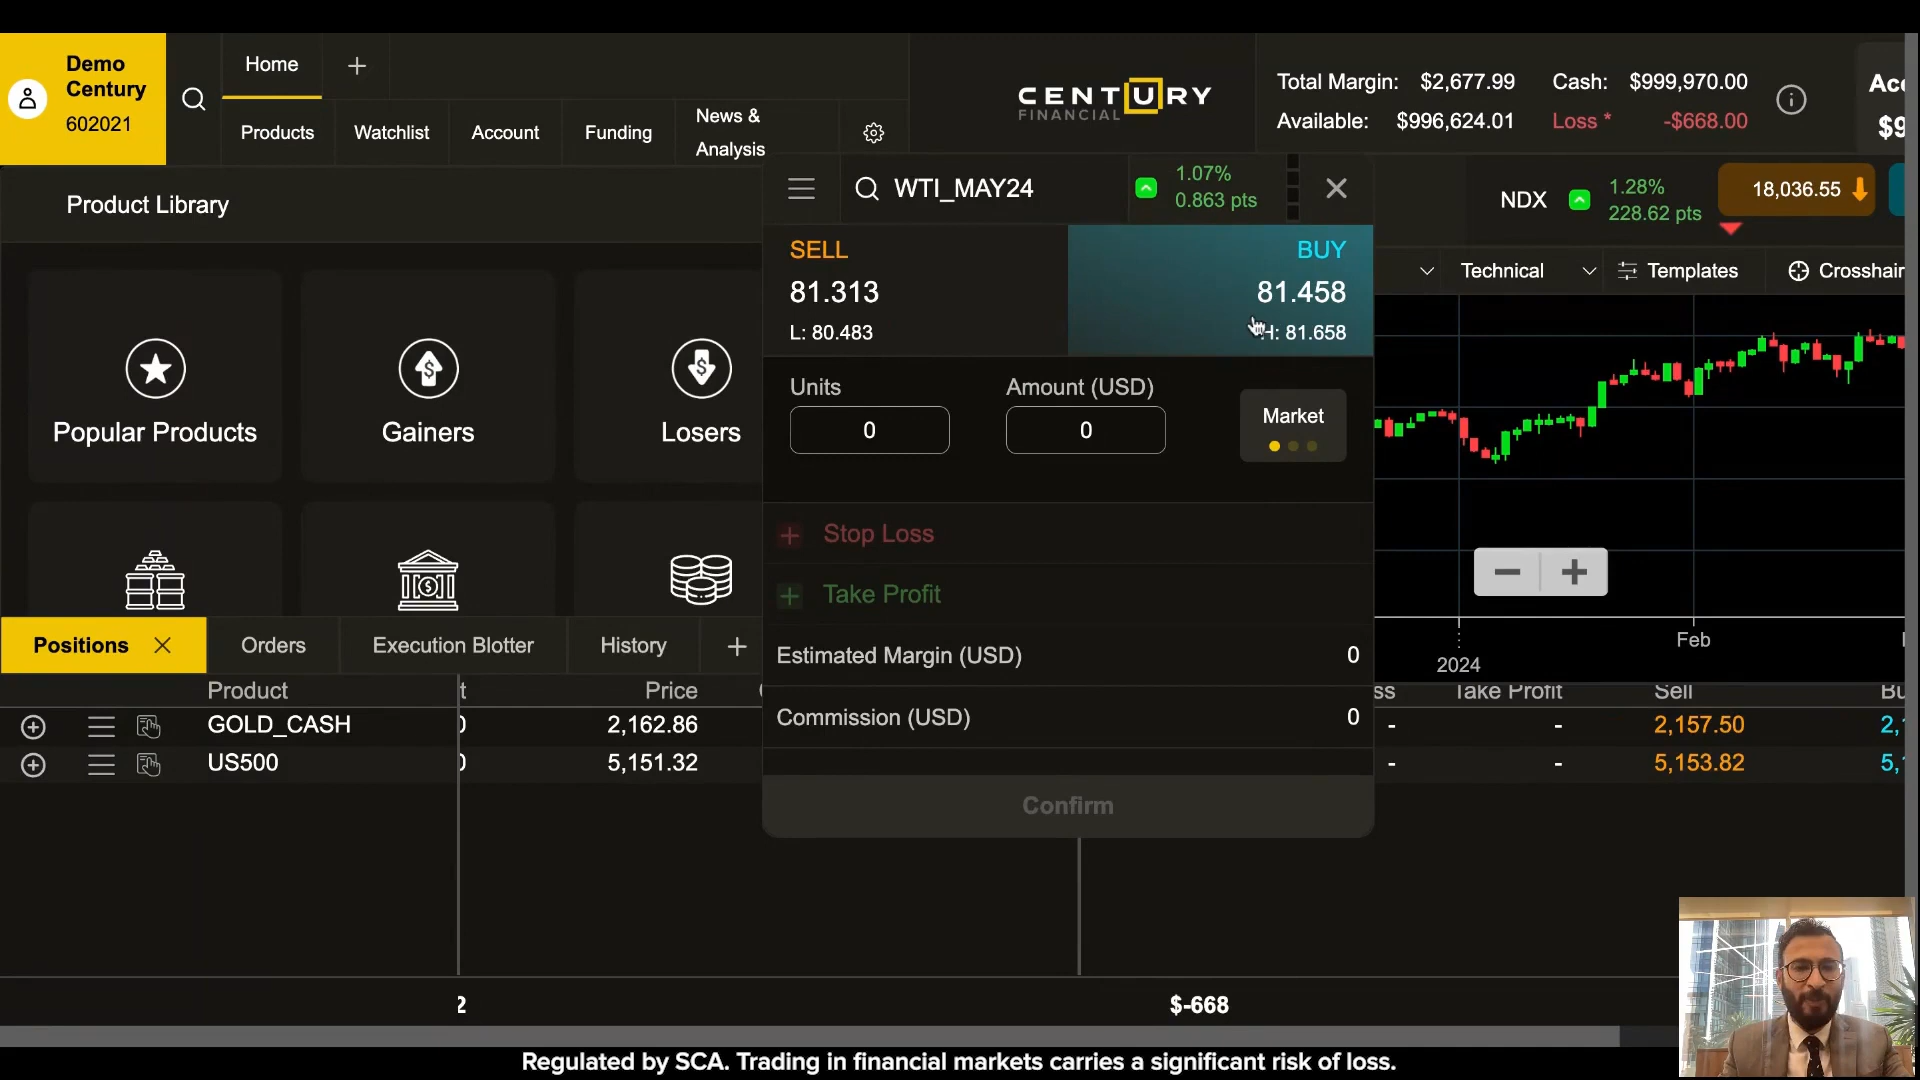 Demo
Century
602021
Home
Products
Watchlist
Account
Funding
News &
Analysis
CENTURY
FINANCIAL
Total Margin: $2,677.99 Cash: $999,970.00
Available: $996,624.01 Loss * -$668.00
Acc
$9
Product Library
WTI_MAY24
1.07%
0.863 pts
NDX
1.28%
228.62 pts
18,036.55
SELL
81.313
L: 80.483
BUY
81.458
H: 81.658
Technical
Templates
Crosshair
Popular Products
Gainers
Losers
Units
0
Amount (USD)
0
Market
Stop Loss
Take Profit
Estimated Margin (USD) 0
Commission (USD) 0
Confirm
2024
Feb
Positions
Orders
Execution Blotter
History
Product t Price ss Take Profit Sell Bu
GOLD_CASH 2,162.86 - - 2,157.50 2,
US500 5,151.32 - - 5,153.82 5,
2 $-668
Regulated by SCA. Trading in financial markets carries a significant risk of loss.